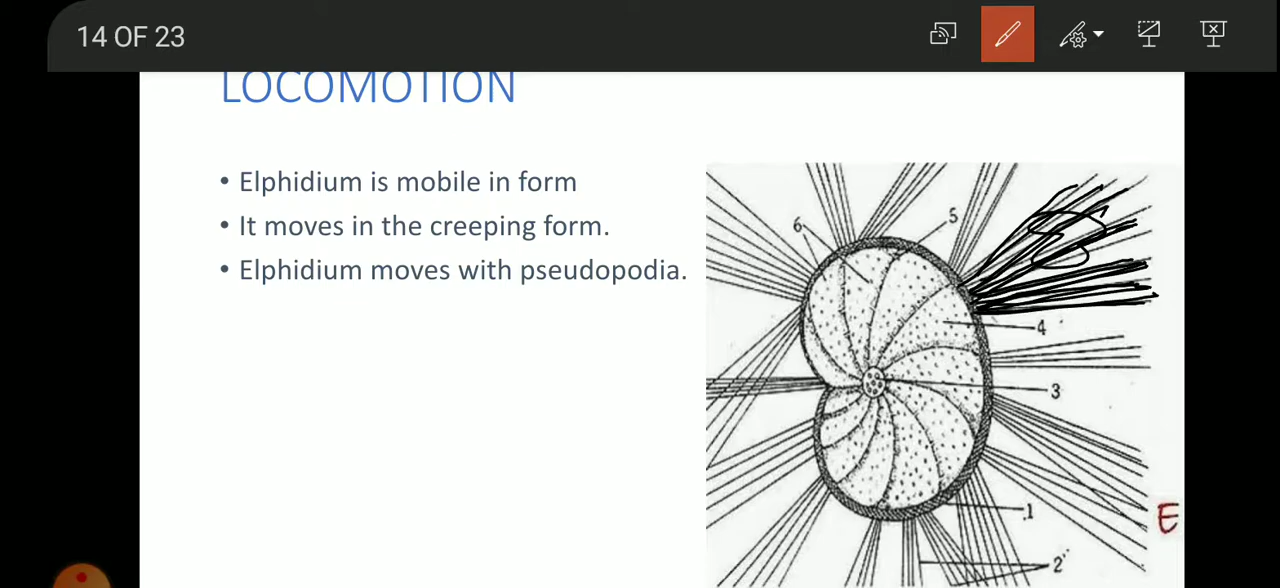 14 OF 23
LOCOMOTION
• Elphidium is mobile in form
• It moves in the creeping form.
• Elphidium moves with pseudopodia.
6
5
4
3
1
2
E